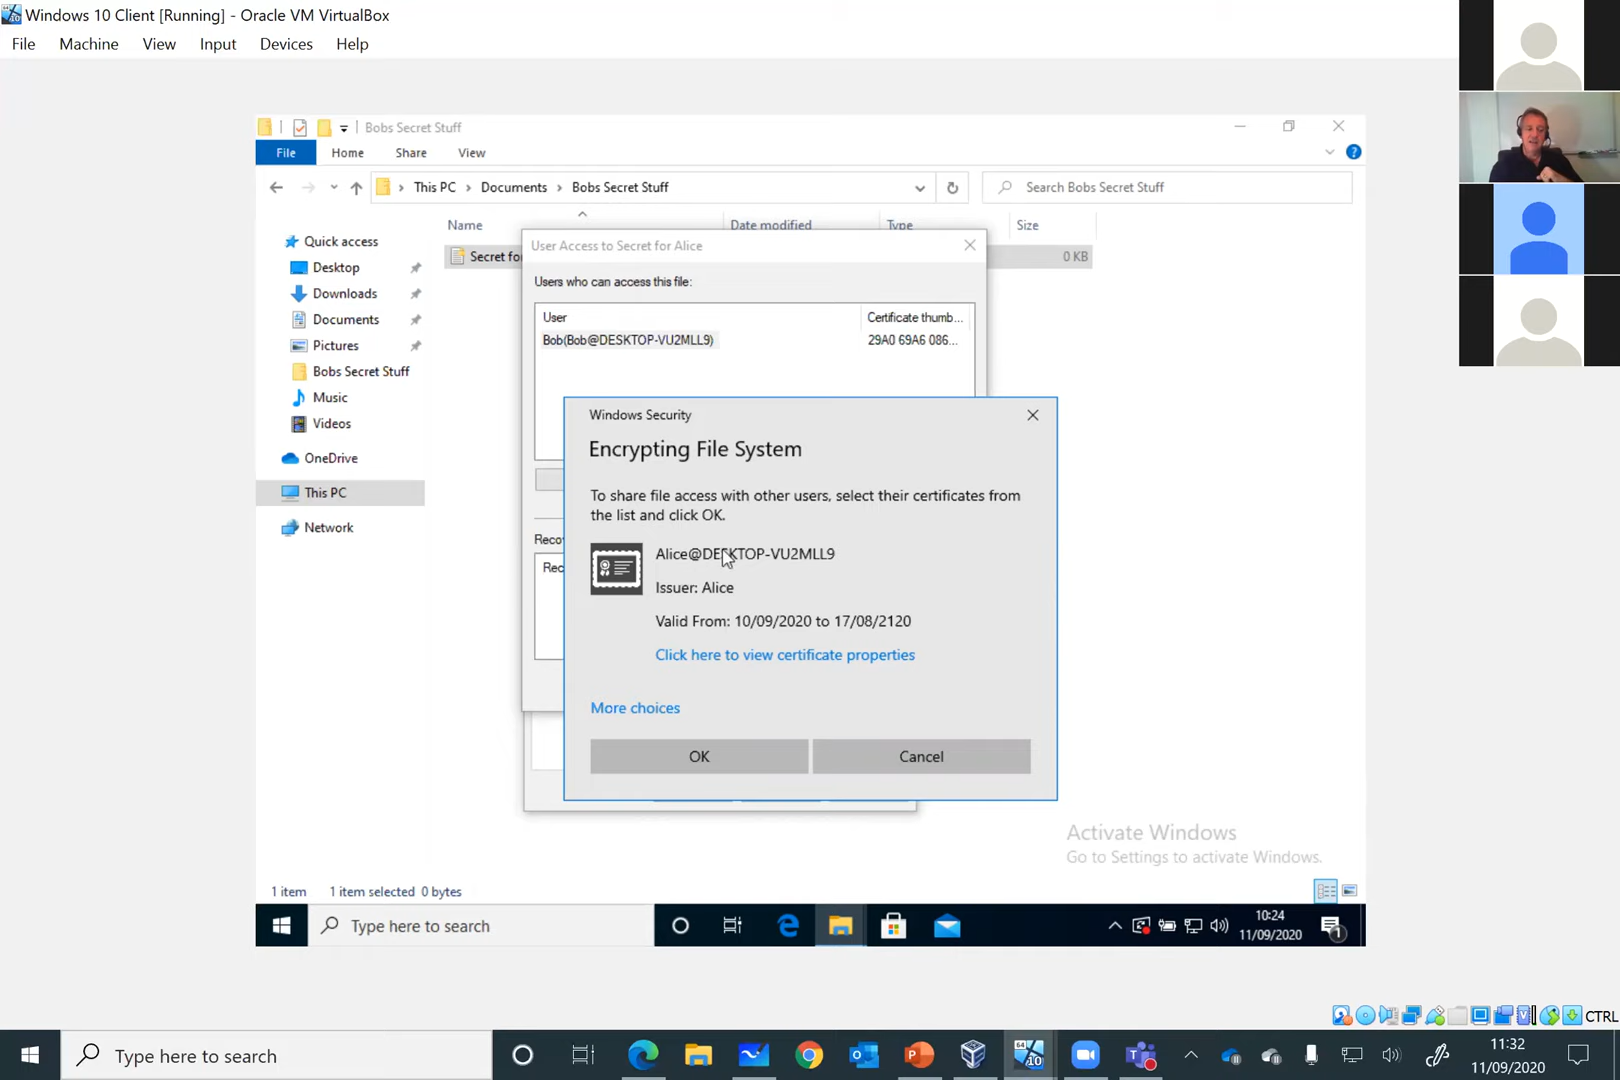 Windows 10 Client [Running] - Oracle VM VirtualBox
File Machine View Input Devices Help
Bobs Secret Stuff
File Home Share View
This PC > Documents > Bobs Secret Stuff
Search Bobs Secret Stuff
Name Date modified Type Size
Quick access
Desktop
Downloads
Documents
Pictures
Bobs Secret Stuff
Music
Videos
OneDrive
This PC
Network
Secret fo
0 KB
User Access to Secret for Alice
Users who can access this file:
User Certificate thumb...
Bob(Bob@DESKTOP-VU2MLL9) 29A0 69A6 086...
Reco
Rec
Windows Security
Encrypting File System
To share file access with other users, select their certificates from
the list and click OK.
Alice@DESKTOP-VU2MLL9
Issuer: Alice
Valid From: 10/09/2020 to 17/08/2120
Click here to view certificate properties
More choices
OK Cancel
Activate Windows
Go to Settings to activate Windows.
1 item 1 item selected 0 bytes
Type here to search
10:24
11/09/2020
1
CTRL
Type here to search
64
10
11:32
11/09/2020